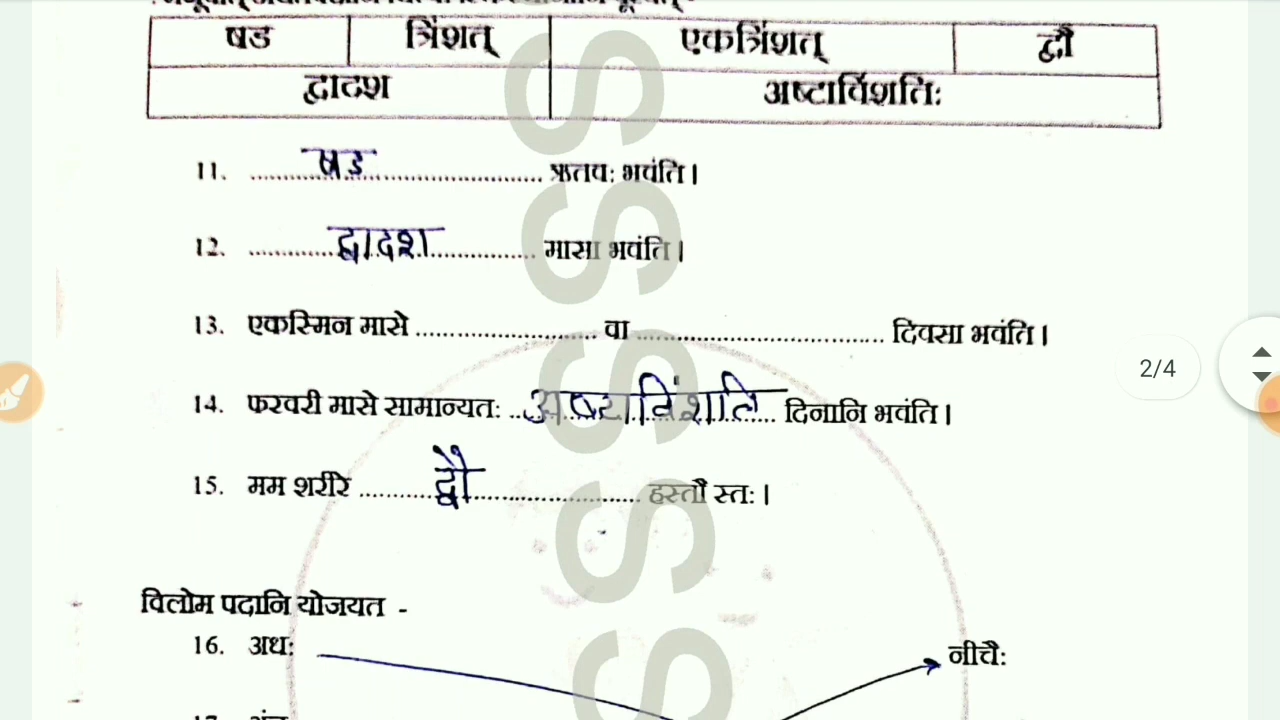 षड त्रिंशत् एकत्रिंशत् द्वौ
द्वादश अष्टाविंशतिः
11. षड ऋतवः भवंति।
12. द्वादश मासा भवंति।
13. एकस्मिन मासे .......................... वा ................................... दिवसा भवंति।
14. फरवरी मासे सामान्यतः अष्टाविंशति दिनानि भवंति।
15. मम शरीरे द्वौ हस्तौ स्तः।
2/4
विलोम पदानि योजयत -
16. अधः नीचैः
SSSSS